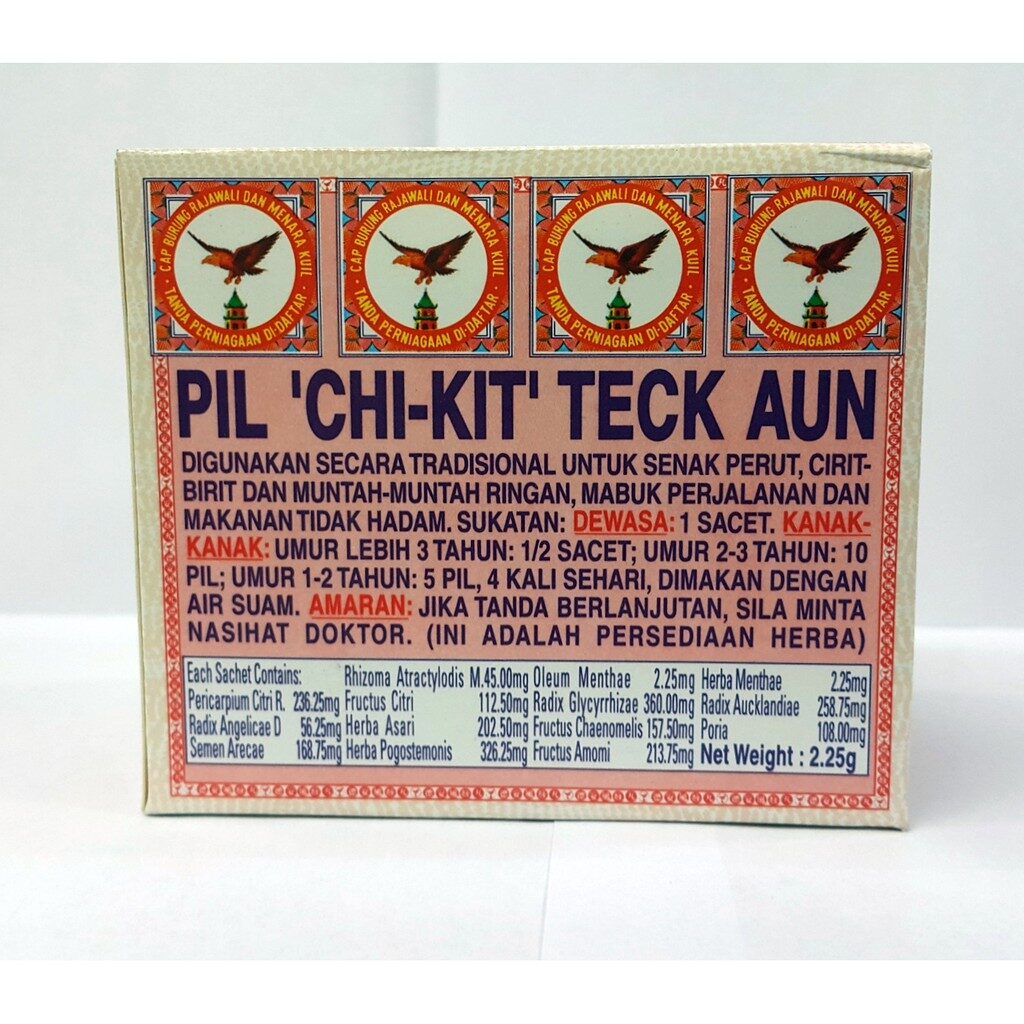 CAP BURUNG RAJAWALI DAN MENARA KUIL
· TANDA PERNIAGAAN DI-DAFTAR ·
CAP BURUNG RAJAWALI DAN MENARA KUIL
· TANDA PERNIAGAAN DI-DAFTAR ·
CAP BURUNG RAJAWALI DAN MENARA KUIL
· TANDA PERNIAGAAN DI-DAFTAR ·
CAP BURUNG RAJAWALI DAN MENARA KUIL
· TANDA PERNIAGAAN DI-DAFTAR ·
PIL 'CHI-KIT' TECK AUN
DIGUNAKAN SECARA TRADISIONAL UNTUK SENAK PERUT, CIRIT-
BIRIT DAN MUNTAH-MUNTAH RINGAN, MABUK PERJALANAN DAN
MAKANAN TIDAK HADAM. SUKATAN: DEWASA: 1 SACET. KANAK-
KANAK: UMUR LEBIH 3 TAHUN: 1/2 SACET; UMUR 2-3 TAHUN: 10
PIL; UMUR 1-2 TAHUN: 5 PIL, 4 KALI SEHARI, DIMAKAN DENGAN
AIR SUAM. AMARAN: JIKA TANDA BERLANJUTAN, SILA MINTA
NASIHAT DOKTOR. (INI ADALAH PERSEDIAAN HERBA)
Each Sachet Contains: Rhizoma Atractylodis M. 45.00mg Oleum Menthae 2.25mg Herba Menthae 2.25mg
Pericarpium Citri R. 236.25mg Fructus Citri 112.50mg Radix Glycyrrhizae 360.00mg Radix Aucklandiae 258.75mg
Radix Angelicae D 56.25mg Herba Asari 202.50mg Fructus Chaenomelis 157.50mg Poria 108.00mg
Semen Arecae 168.75mg Herba Pogostemonis 326.25mg Fructus Amomi 213.75mg Net Weight : 2.25g